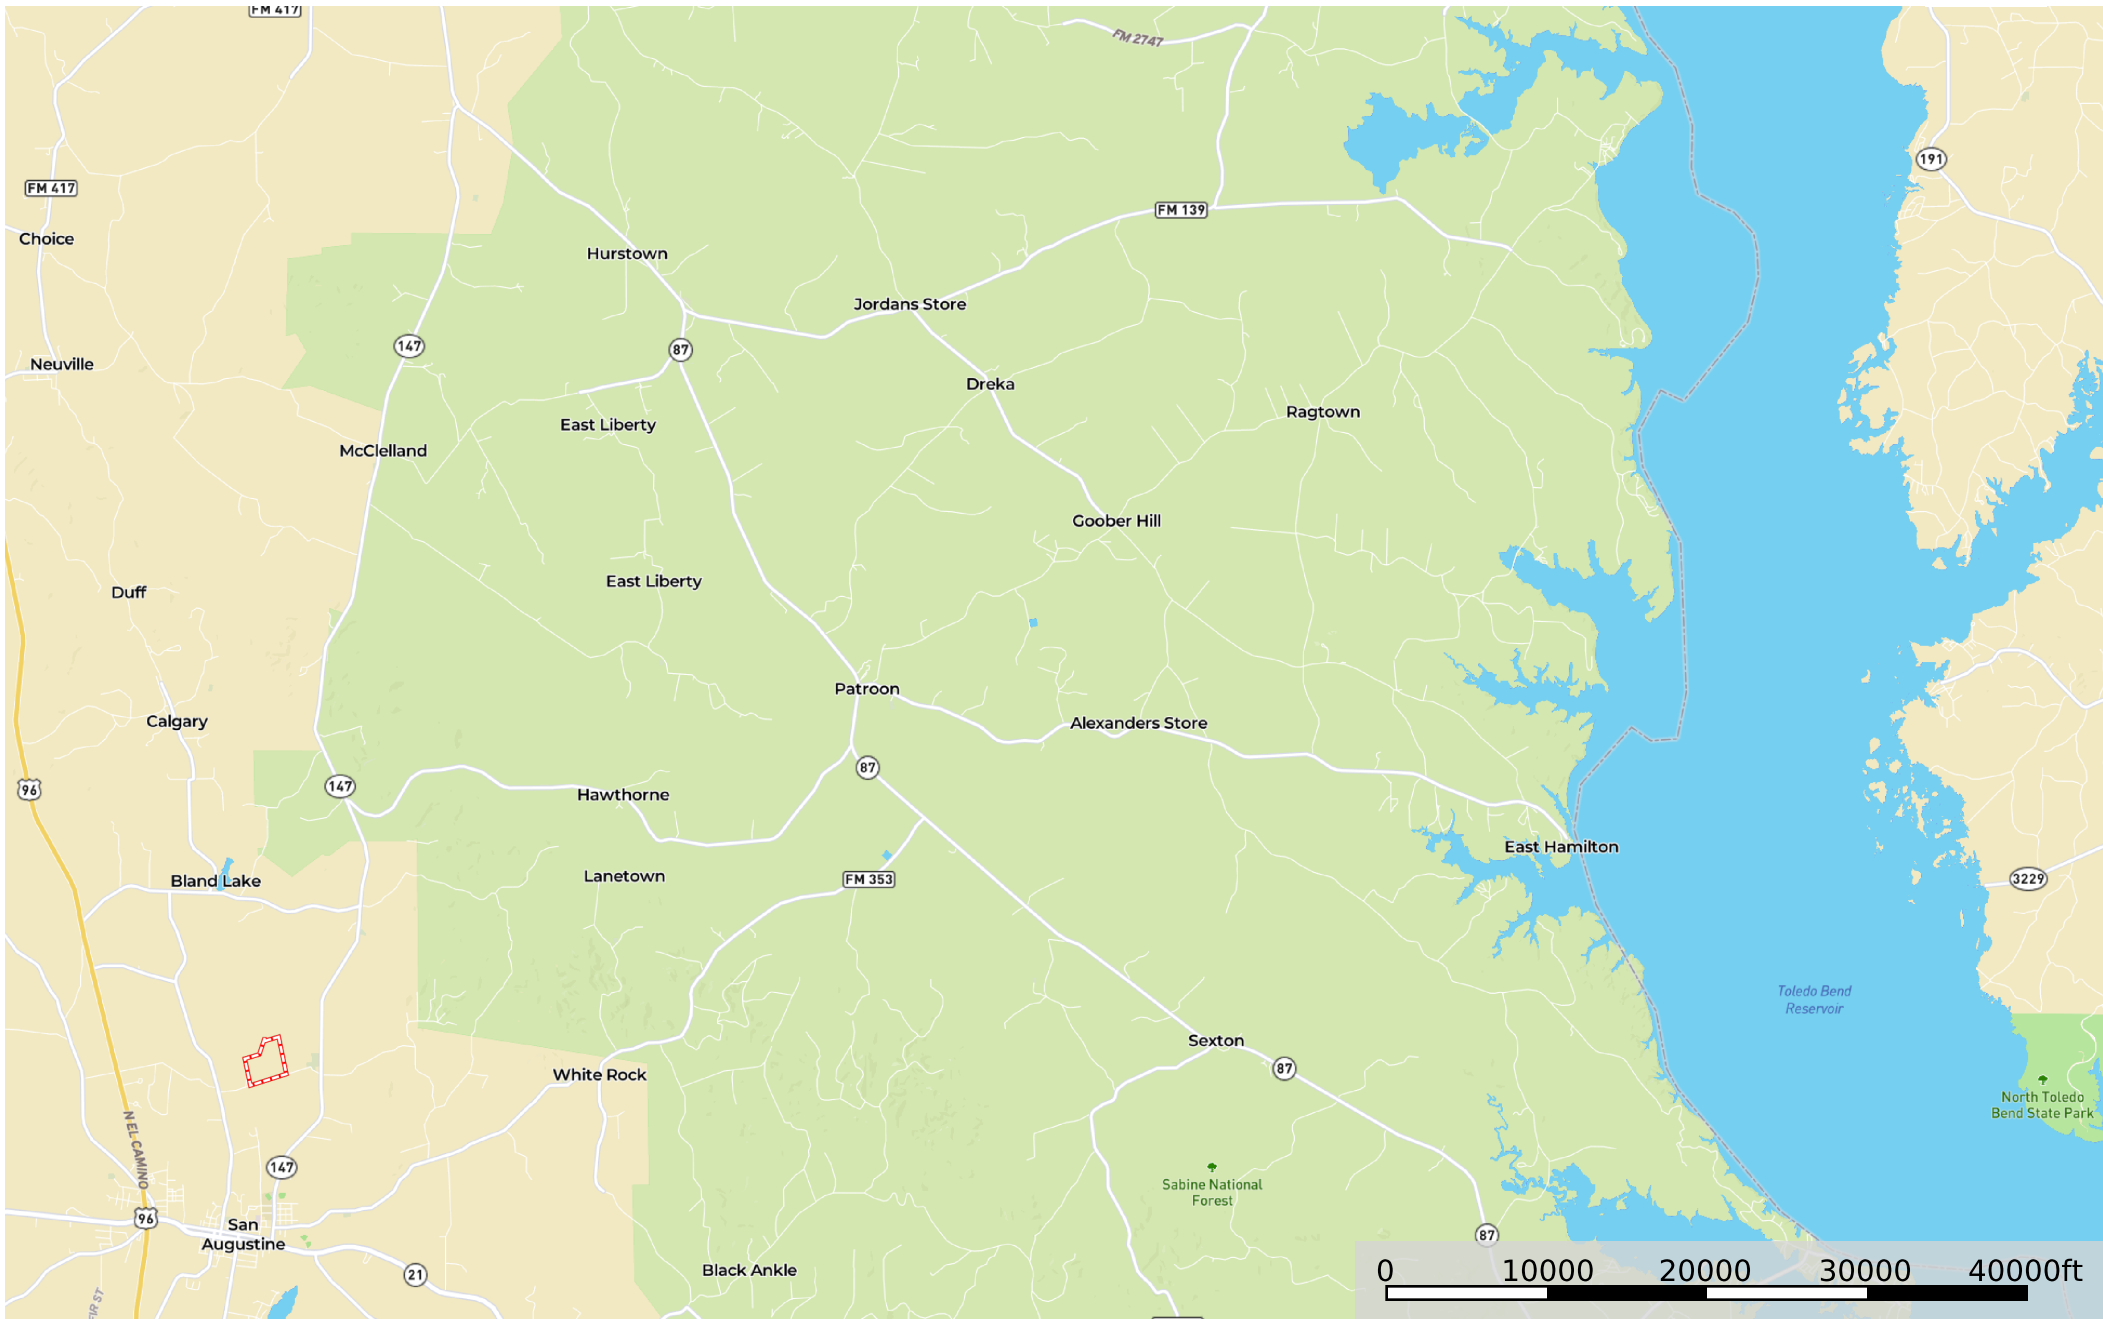 FM 417
FM 2747
191
FM 417
FM 139
Choice
Hurstown
Jordans Store
147
87
Neuville
Dreka
Ragtown
East Liberty
McClelland
Goober Hill
East Liberty
Duff
Patroon
Calgary
Alexanders Store
87
147
96
Hawthorne
East Hamilton
Lanetown
FM 353
Bland Lake
3229
Toledo Bend
Reservoir
Sexton
87
White Rock
North Toledo
Bend State Park
N EL CAMINO
147
Sabine National
Forest
96
San
Augustine
87
21
Black Ankle
FIR ST
0 10000 20000 30000 40000ft